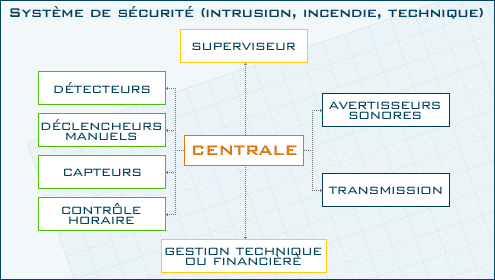 Système de sécurité (intrusion, incendie, technique)
SUPERVISEUR
DÉTECTEURS
DÉCLENCHEURS
MANUELS
CAPTEURS
CONTRÔLE
HORAIRE
CENTRALE
AVERTISSEURS
SONORES
TRANSMISSION
GESTION TECHNIQUE
OU FINANCIÈRE